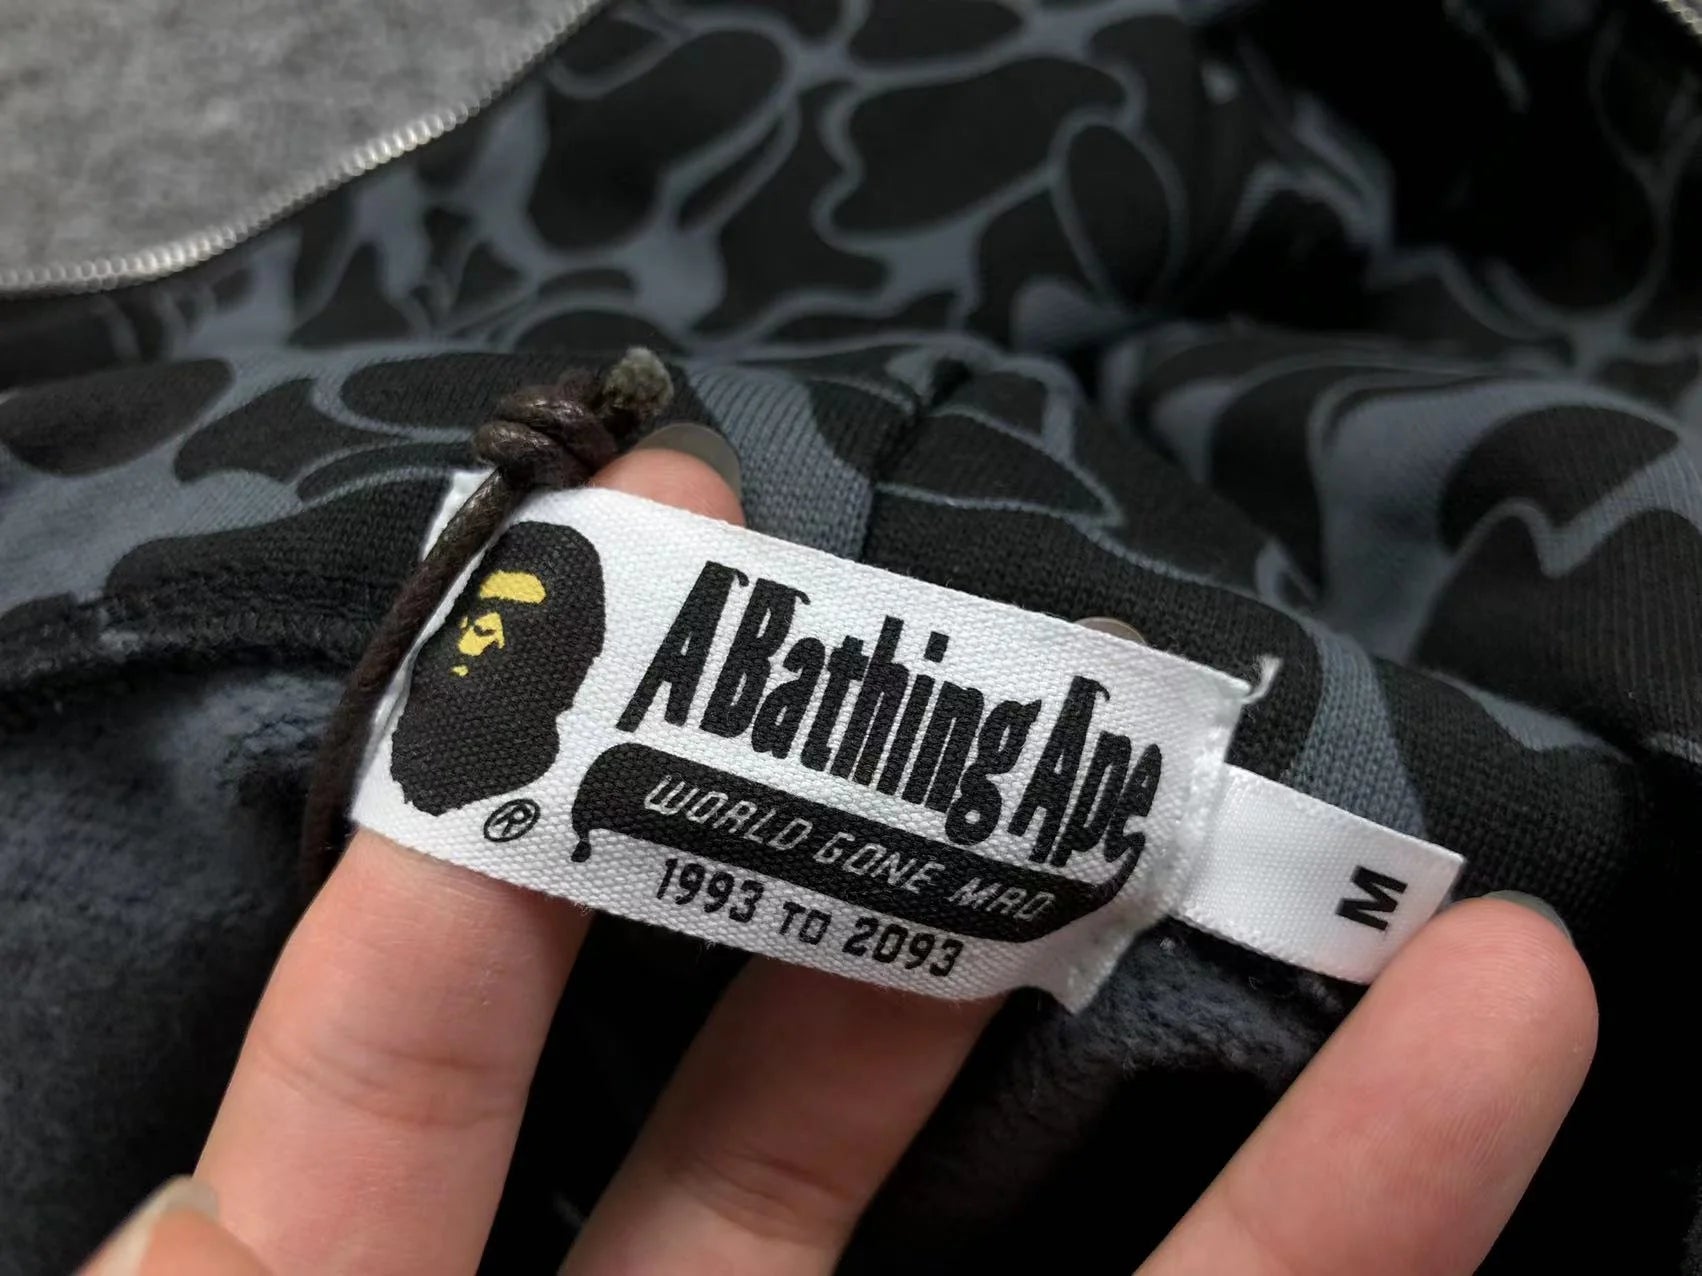 A Bathing Ape
WORLD GONE MAD
1993 TO 2093
®
M